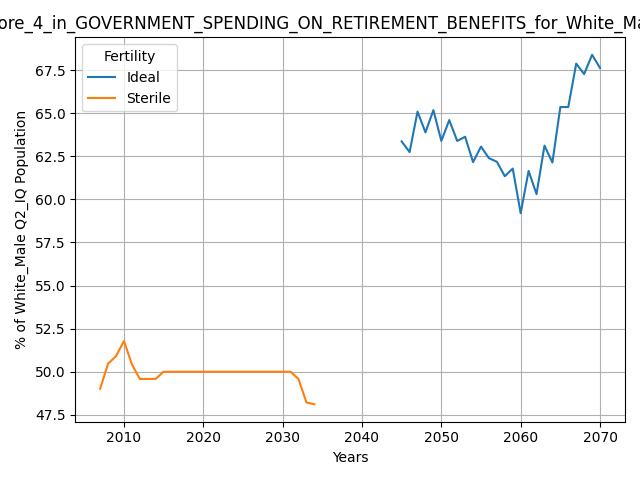 ore_4_in_GOVERNMENT_SPENDING_ON_RETIREMENT_BENEFITS_for_White_Ma
Fertility
Ideal
Sterile
% of White_Male Q2_IQ Population
67.5
65.0
62.5
60.0
57.5
55.0
52.5
50.0
47.5
2010 2020 2030 2040 2050 2060 2070
Years